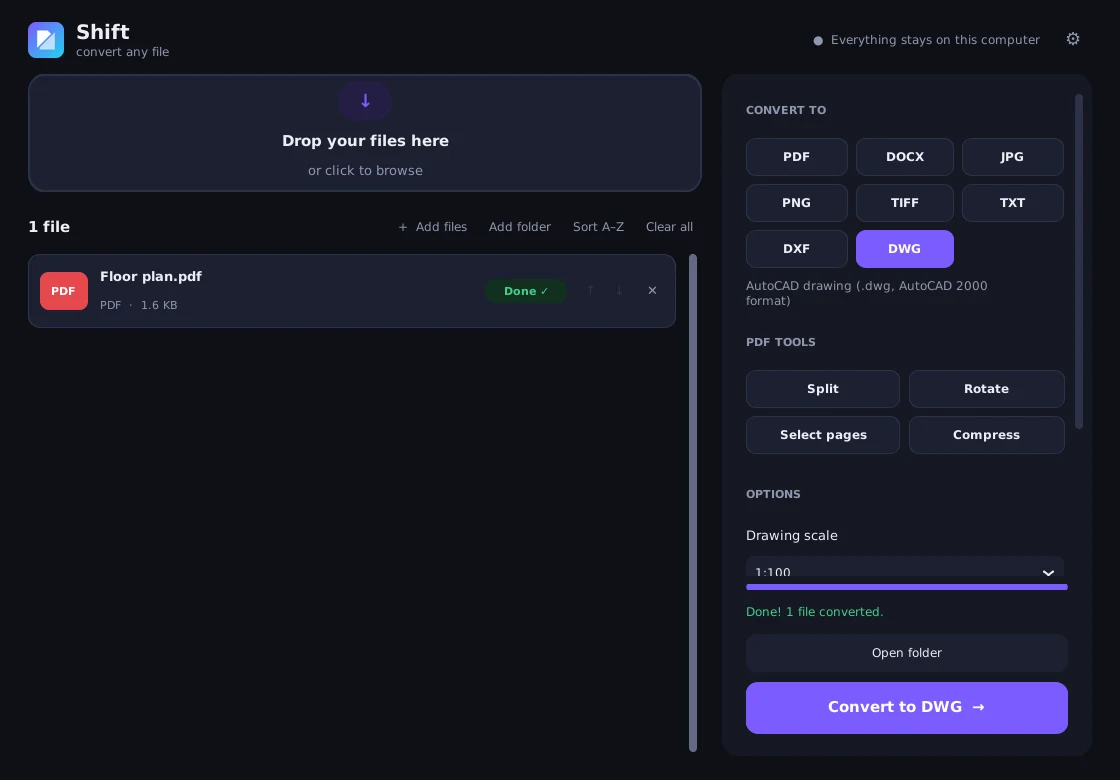 Shift
convert any file
Everything stays on this computer
Drop your files here
or click to browse
1 file
+ Add files
Add folder
Sort A–Z
Clear all
PDF
Floor plan.pdf
PDF · 1.6 KB
Done ✓
CONVERT TO
PDF
DOCX
JPG
PNG
TIFF
TXT
DXF
DWG
AutoCAD drawing (.dwg, AutoCAD 2000
format)
PDF TOOLS
Split
Rotate
Select pages
Compress
OPTIONS
Drawing scale
1:100
Done! 1 file converted.
Open folder
Convert to DWG →